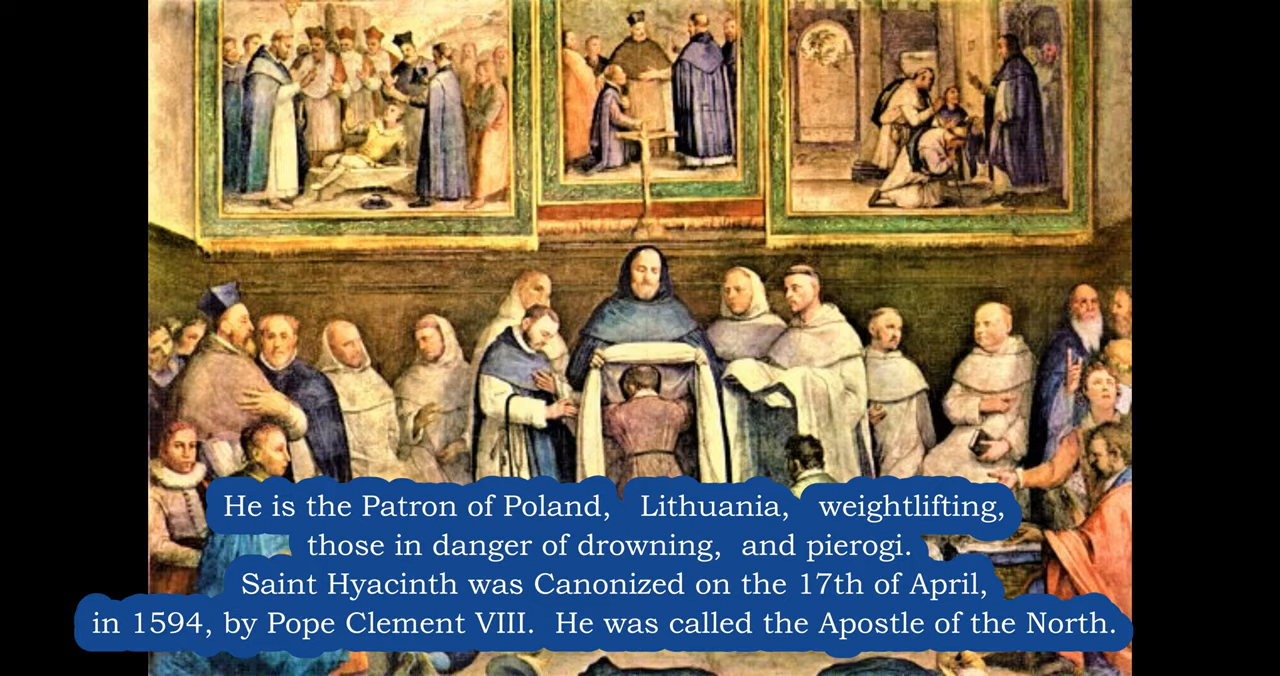 He is the Patron of Poland, Lithuania, weightlifting,
those in danger of drowning, and pierogi.
Saint Hyacinth was Canonized on the 17th of April,
in 1594, by Pope Clement VIII. He was called the Apostle of the North.